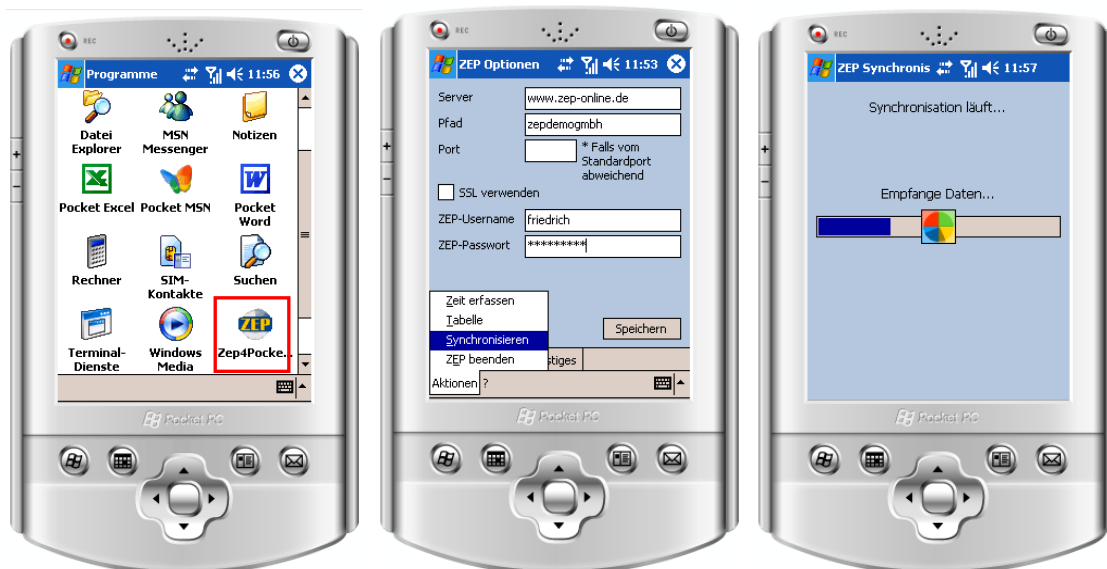 REC
Programme 11:56
Datei Explorer
MSN Messenger
Notizen
Pocket Excel
Pocket MSN
Pocket Word
Rechner
SIM-Kontakte
Suchen
Terminal-Dienste
Windows Media
ZEP
Zep4Pocke..
Pocket PC
REC
ZEP Optionen 11:53
Server www.zep-online.de
Pfad zepdemogmbh
Port * Falls vom
Standardport
abweichend
SSL verwenden
ZEP-Username friedrich
ZEP-Passwort *********
Zeit erfassen
Tabelle
Synchronisieren
ZEP beenden
Speichern
stiges
Aktionen ?
Pocket PC
REC
ZEP Synchronis 11:57
Synchronisation läuft...
Empfange Daten...
Pocket PC